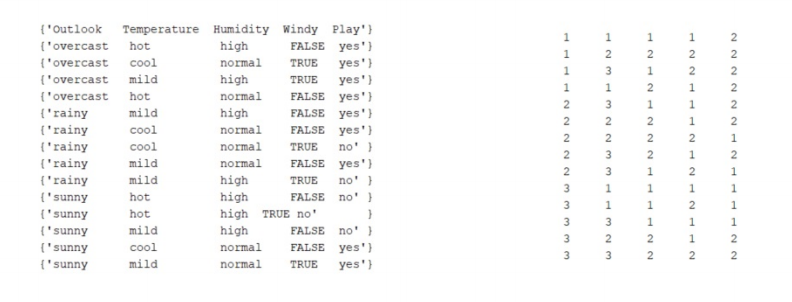 {'Outlook Temperature Humidity Windy Play'}
{'overcast hot high FALSE yes'}
{'overcast cool normal TRUE yes'}
{'overcast mild high TRUE yes'}
{'overcast hot normal FALSE yes'}
{'rainy mild high FALSE yes'}
{'rainy cool normal FALSE yes'}
{'rainy cool normal TRUE no' }
{'rainy mild normal FALSE yes'}
{'rainy mild high TRUE no' }
{'sunny hot high FALSE no' }
{'sunny hot high TRUE no' }
{'sunny mild high FALSE no' }
{'sunny cool normal FALSE yes'}
{'sunny mild normal TRUE yes'}
1 1 1 1 2
1 2 2 2 2
1 3 1 2 2
1 1 2 1 2
2 3 1 1 2
2 2 2 1 2
2 2 2 2 1
2 3 2 1 2
2 3 1 2 1
3 1 1 1 1
3 1 1 2 1
3 3 1 1 1
3 2 2 1 2
3 3 2 2 2